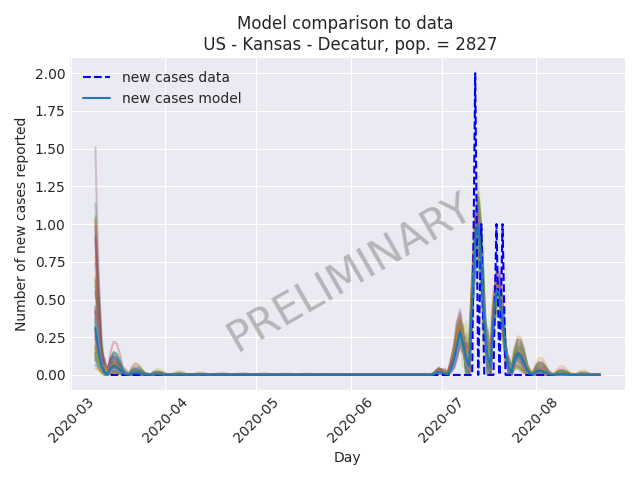 Model comparison to data
US - Kansas - Decatur, pop. = 2827
2.00
1.75
1.50
1.25
1.00
0.75
0.50
0.25
0.00
Number of new cases reported
new cases data
new cases model
PRELIMINARY
2020-03
2020-04
2020-05
2020-06
2020-07
2020-08
Day